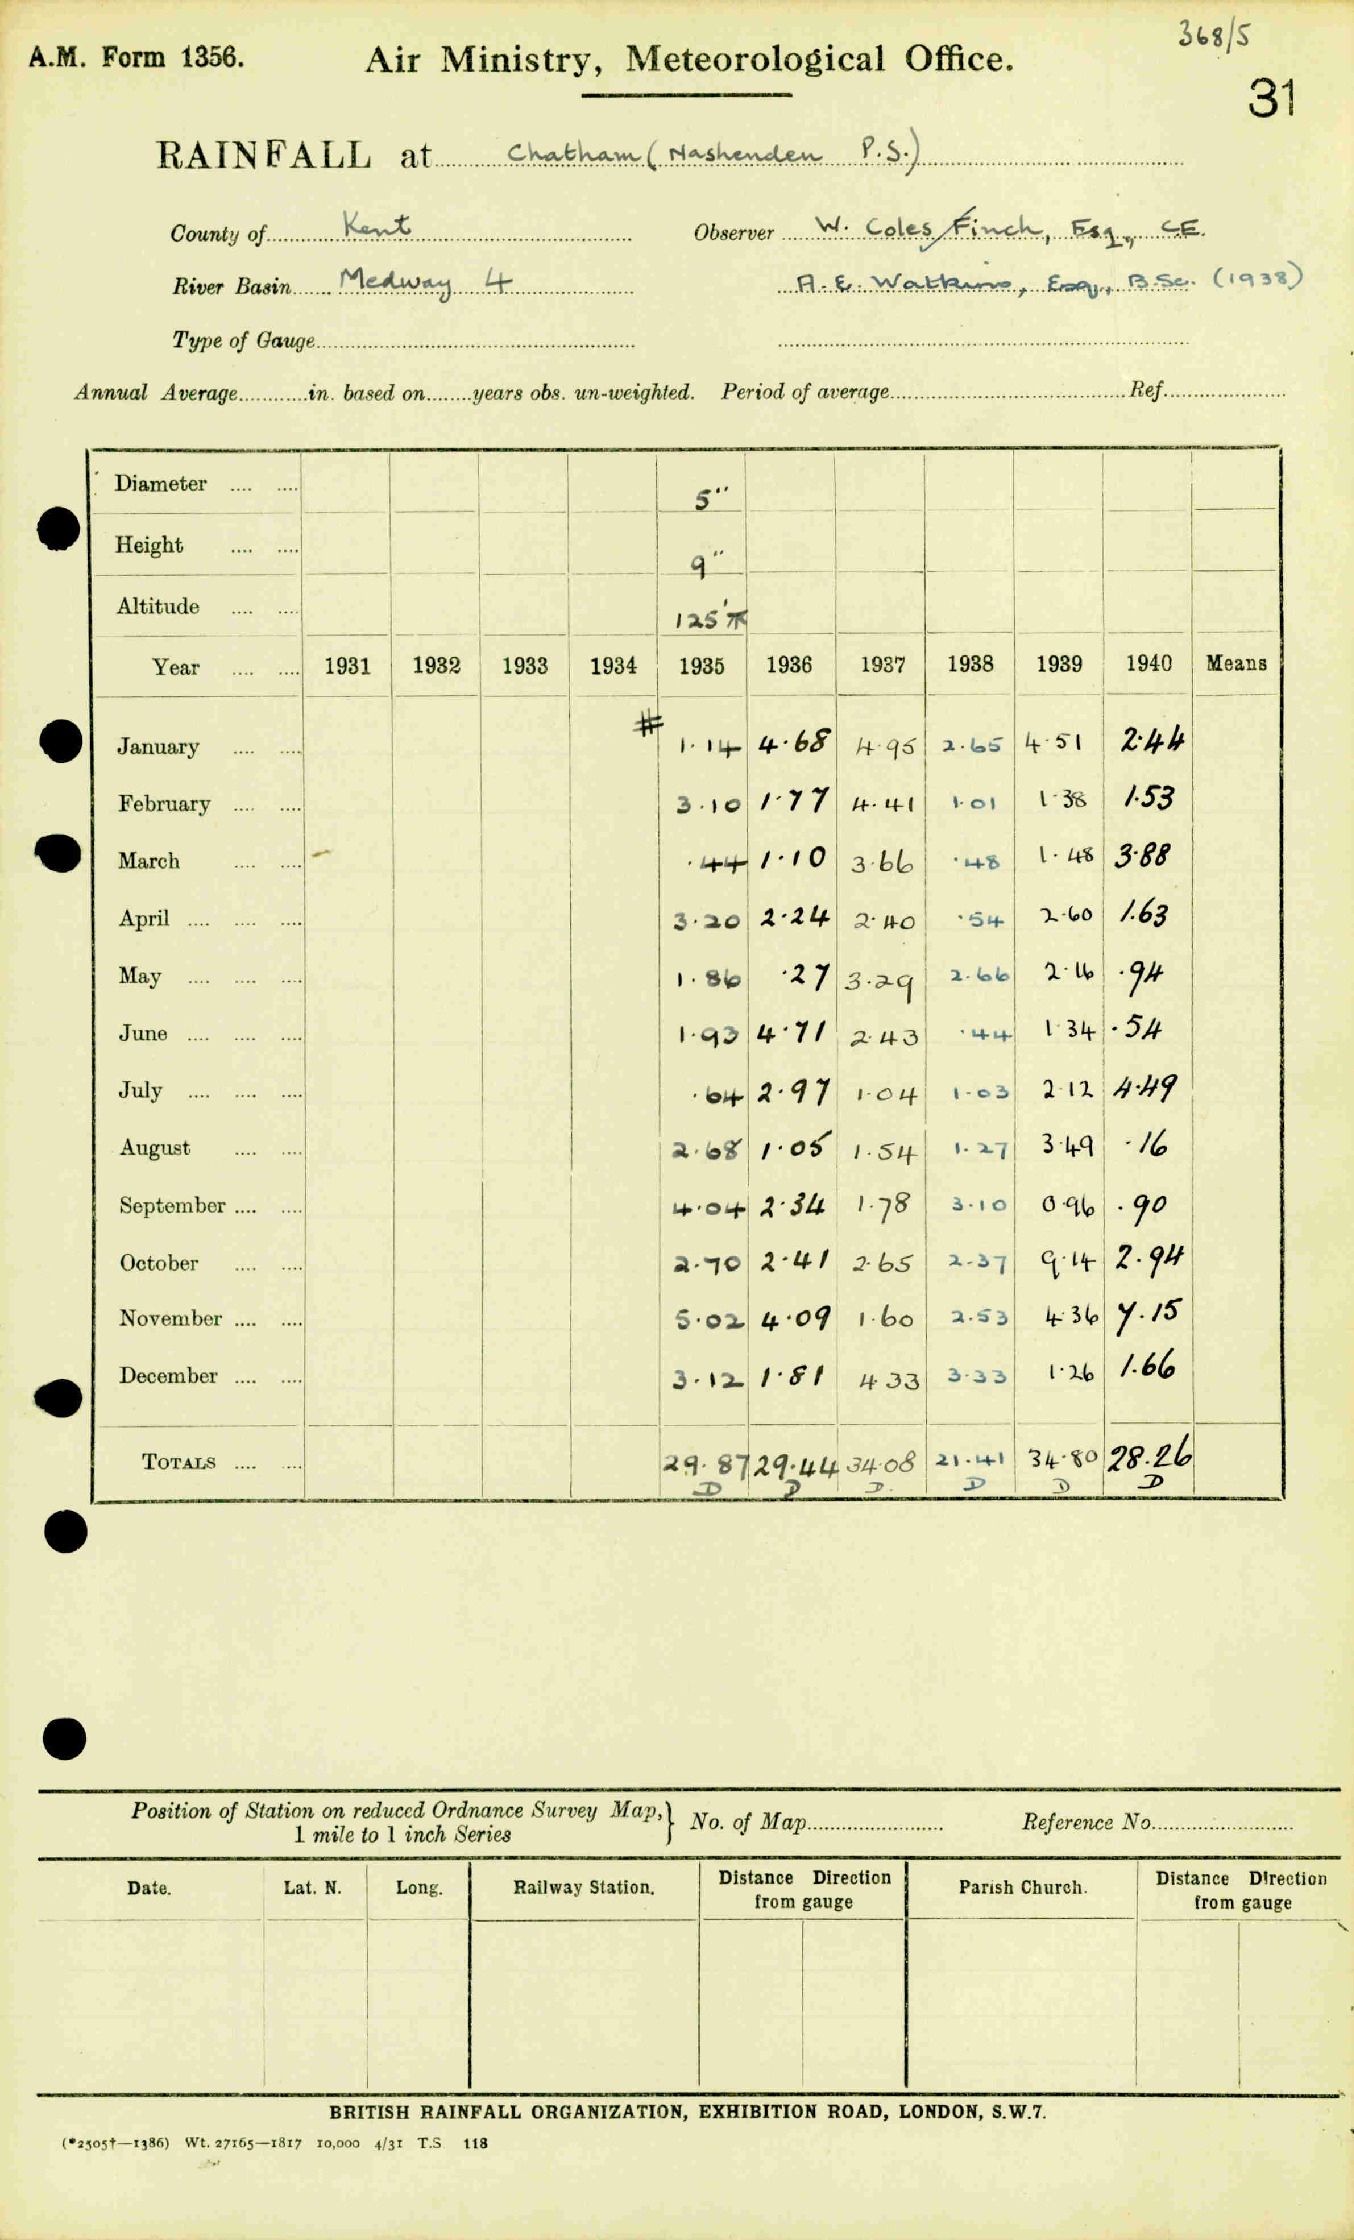 368/5
A.M. Form 1356. Air Ministry, Meteorological Office.
31
RAINFALL at Chatham (Nashenden P.S.)
County of Kent Observer W. Coles Finch, Esq., C.E.
River Basin Medway 4 A. E. Watkins, Esq., B.Sc. (1938)
Type of Gauge
Annual Average in. based on years obs. un-weighted. Period of average Ref.
Diameter 5"
Height 9"
Altitude 125'
Year 1931 1932 1933 1934 1935 1936 1937 1938 1939 1940 Means
January # 1.14 4.68 4.95 2.65 4.51 2.44
February 3.10 1.77 4.41 1.01 1.38 1.53
March .44 1.10 3.66 .48 1.48 3.88
April 3.20 2.24 2.40 .54 2.60 1.63
May 1.86 .27 3.29 2.66 2.16 .94
June 1.93 4.71 2.43 .44 1.34 .54
July .64 2.97 1.04 1.03 2.12 4.49
August 2.68 1.05 1.54 1.27 3.49 .16
September 4.04 2.34 1.78 3.10 0.96 .90
October 2.70 2.41 2.65 2.37 9.14 2.94
November 5.02 4.09 1.60 2.53 4.36 7.15
December 3.12 1.81 4.33 3.33 1.26 1.66
TOTALS 29.87 29.44 34.08 21.41 34.80 28.26
D D D D D D
Position of Station on reduced Ordnance Survey Map, 1 mile to 1 inch Series } No. of Map Reference No.
Date. Lat. N. Long. Railway Station. Distance Direction from gauge Parish Church. Distance Direction from gauge
BRITISH RAINFALL ORGANIZATION, EXHIBITION ROAD, LONDON, S.W.7.
(*2505†—1386) Wt. 27165—1817 10,000 4/31 T.S. 118